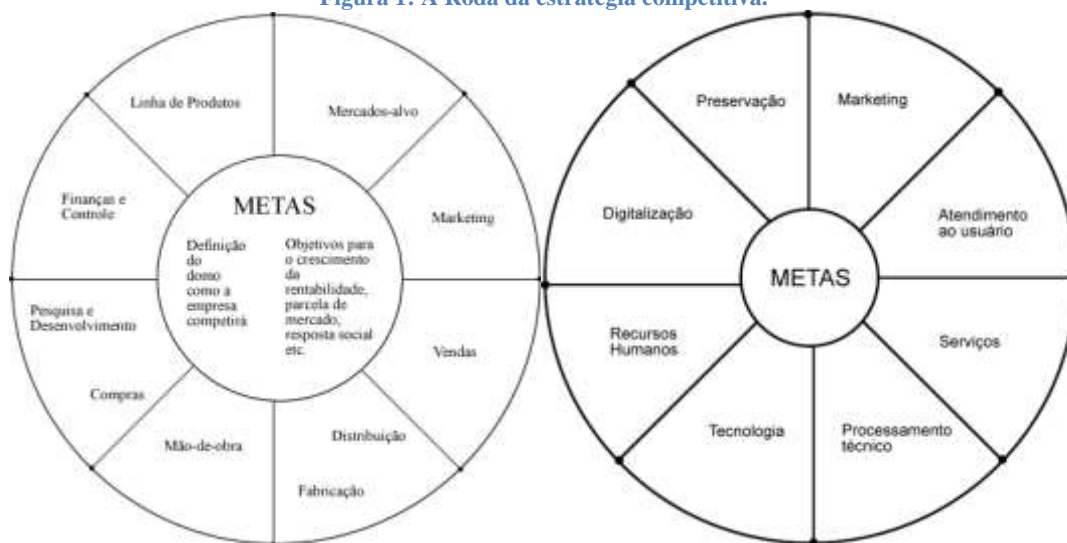 Figura 1: A Roda da estratégia competitiva.
Linha de Produtos
Mercados-alvo
Finanças e
Controle
Marketing
METAS
Definição
do
domo
como a
empresa
competirá
Objetivos para
o crescimento
da
rentabilidade,
parcela de
mercado,
resposta social
etc.
Pesquisa e
Desenvolvimento
Vendas
Compras
Mão-de-obra
Distribuição
Fabricação
Preservação
Marketing
Digitalização
Atendimento
ao usuário
METAS
Recursos
Humanos
Serviços
Tecnologia
Processamento
técnico